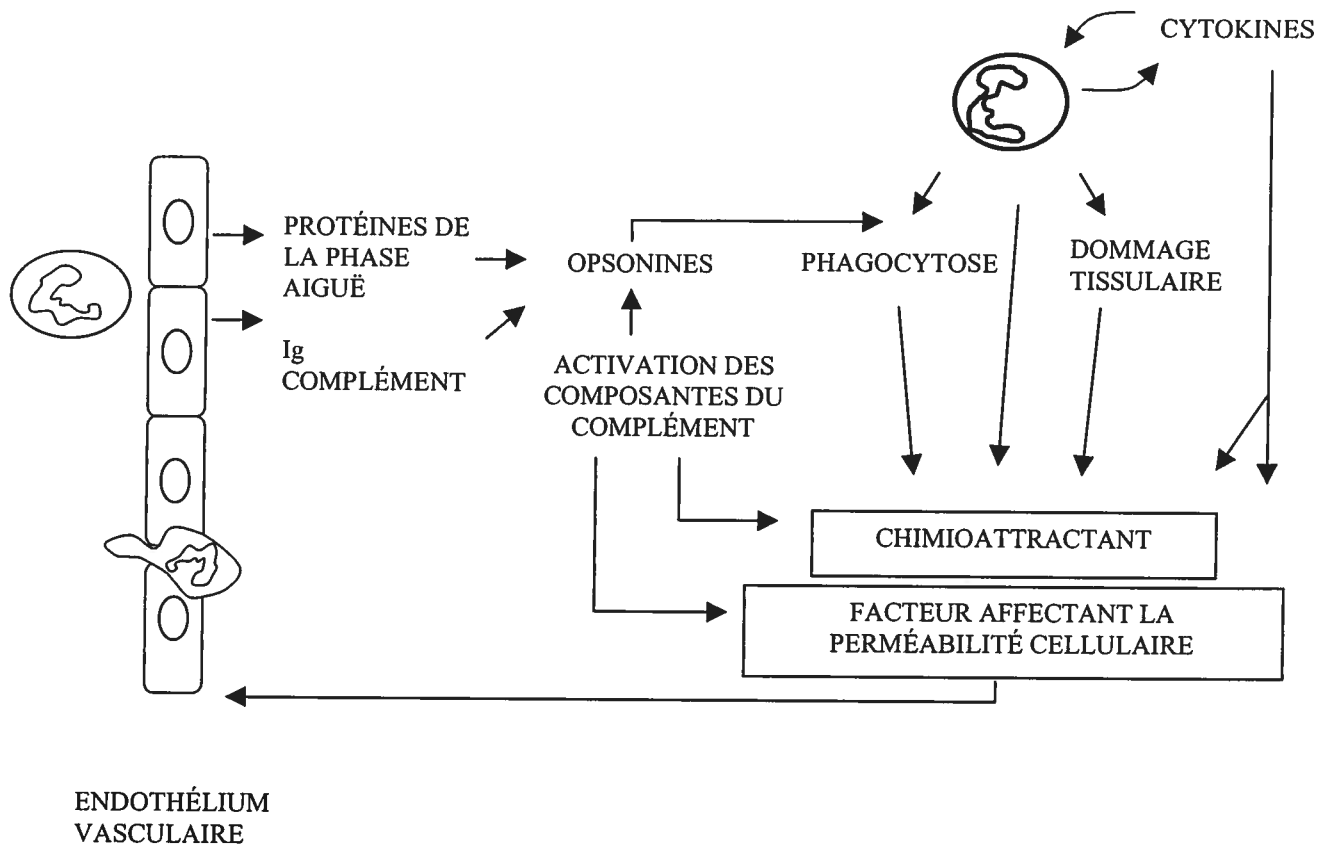 CYTOKINES
PROTÉINES DE
LA PHASE
AIGUË
OPSONINES
PHAGOCYTOSE
DOMMAGE
TISSULAIRE
Ig
COMPLÉMENT
ACTIVATION DES
COMPOSANTES DU
COMPLÉMENT
CHIMIOATTRACTANT
FACTEUR AFFECTANT LA
PERMÉABILITÉ CELLULAIRE
ENDOTHÉLIUM
VASCULAIRE